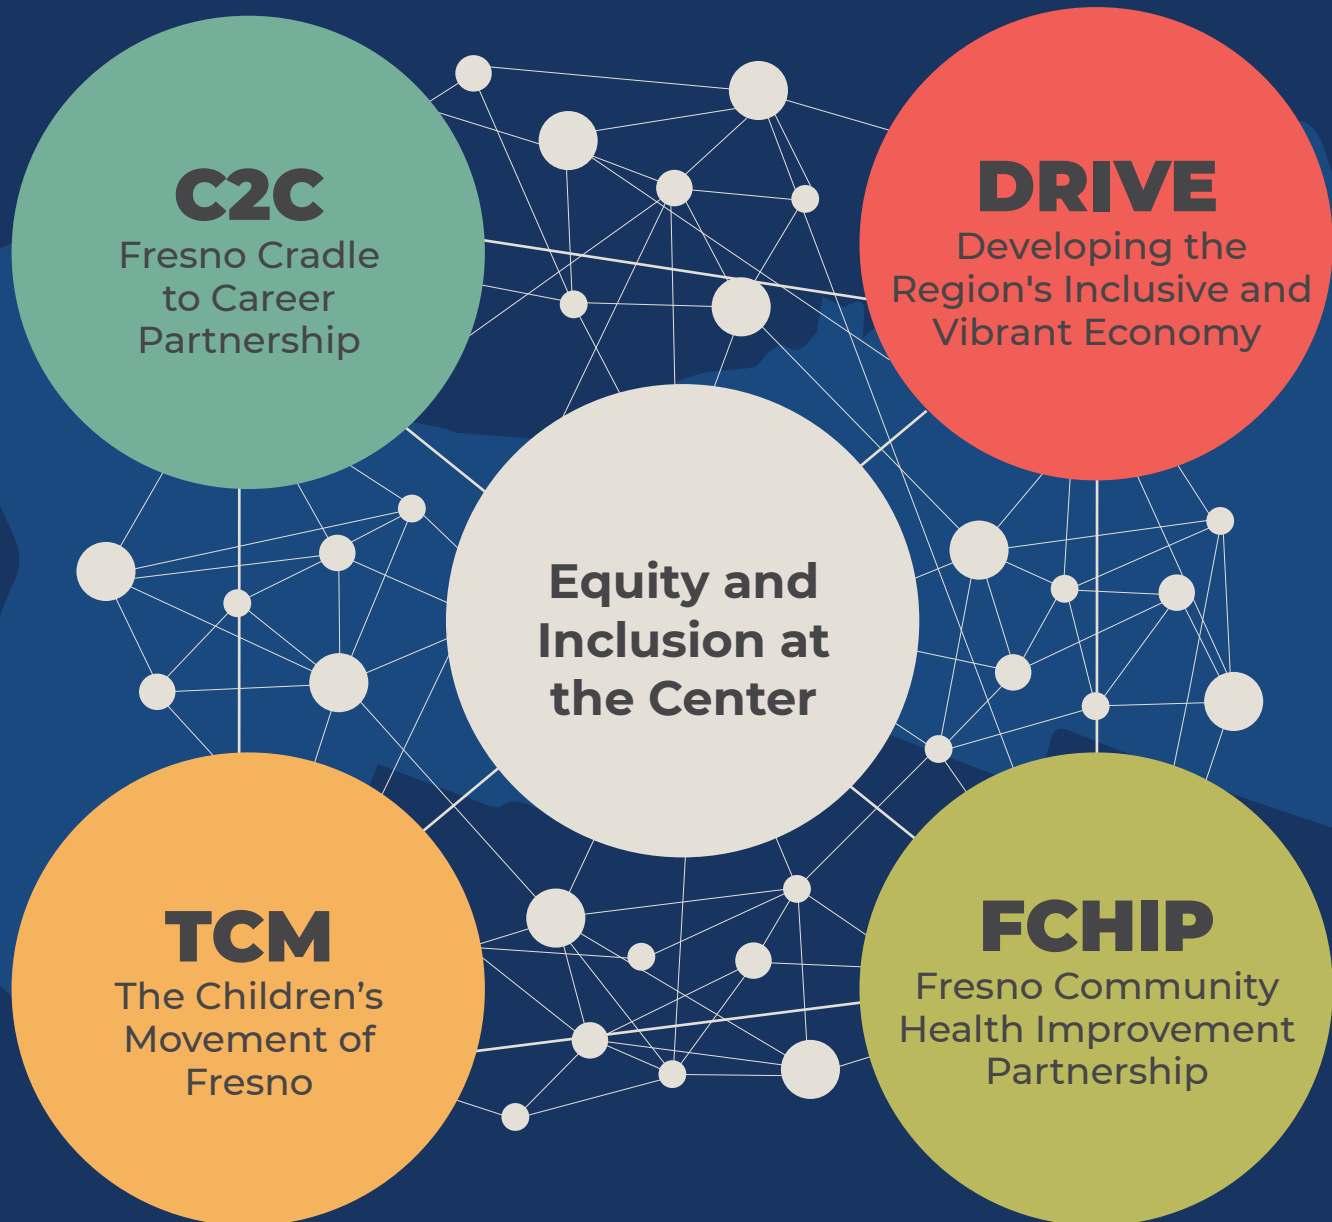 C2C
Fresno Cradle
to Career
Partnership
DRIVE
Developing the
Region's Inclusive and
Vibrant Economy
Equity and
Inclusion at
the Center
TCM
The Children’s
Movement of
Fresno
FCHIP
Fresno Community
Health Improvement
Partnership